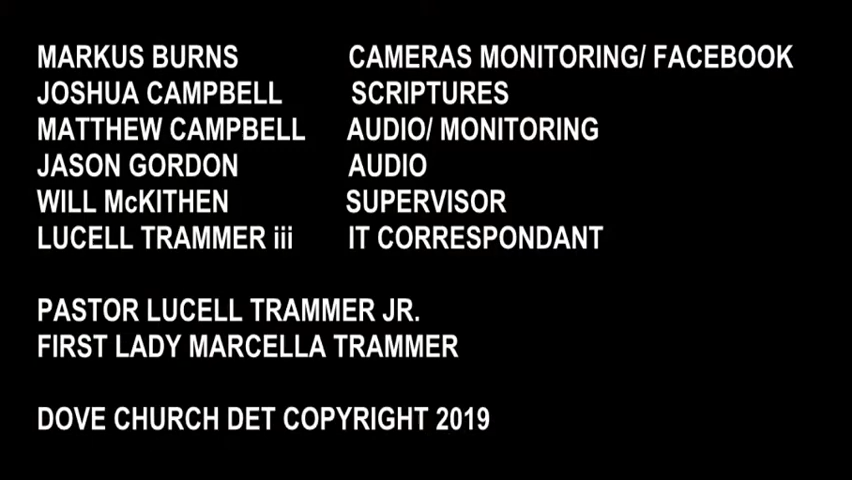 MARKUS BURNS CAMERAS MONITORING/ FACEBOOK
JOSHUA CAMPBELL SCRIPTURES
MATTHEW CAMPBELL AUDIO/ MONITORING
JASON GORDON AUDIO
WILL McKITHEN SUPERVISOR
LUCELL TRAMMER iii IT CORRESPONDANT
PASTOR LUCELL TRAMMER JR.
FIRST LADY MARCELLA TRAMMER
DOVE CHURCH DET COPYRIGHT 2019